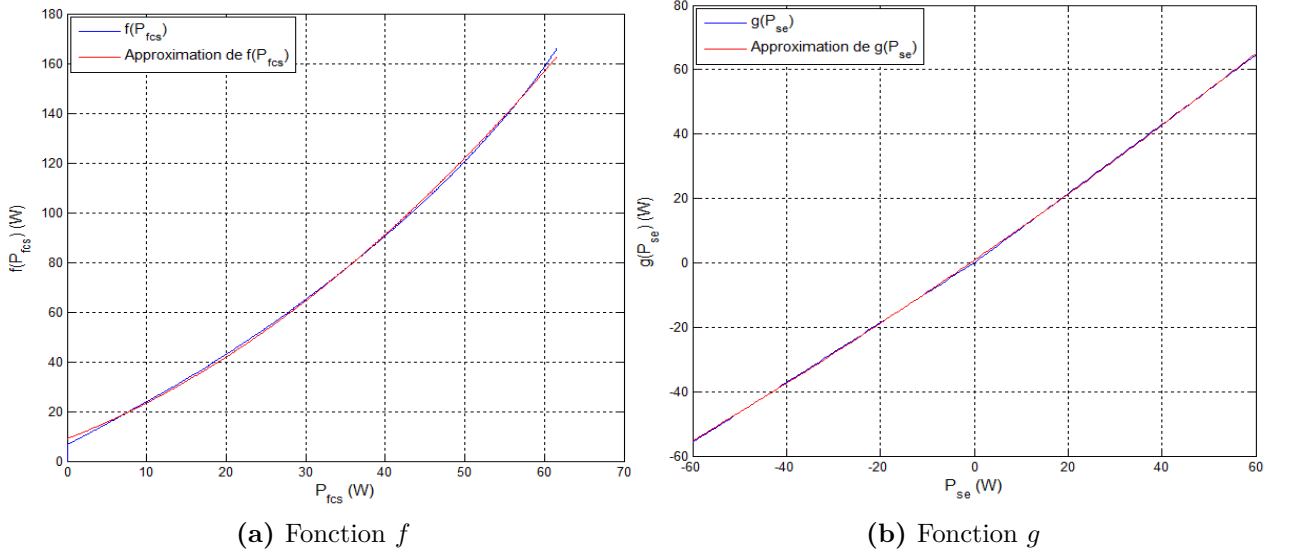 180
160
140
120
100
80
60
40
20
0
f(P_fcs) (W)
f(P_fcs)
Approximation de f(P_fcs)
0 10 20 30 40 50 60 70
P_fcs (W)
(a) Fonction f
80
60
40
20
0
-20
-40
-60
g(P_se) (W)
g(P_se)
Approximation de g(P_se)
-60 -40 -20 0 20 40 60
P_se (W)
(b) Fonction g